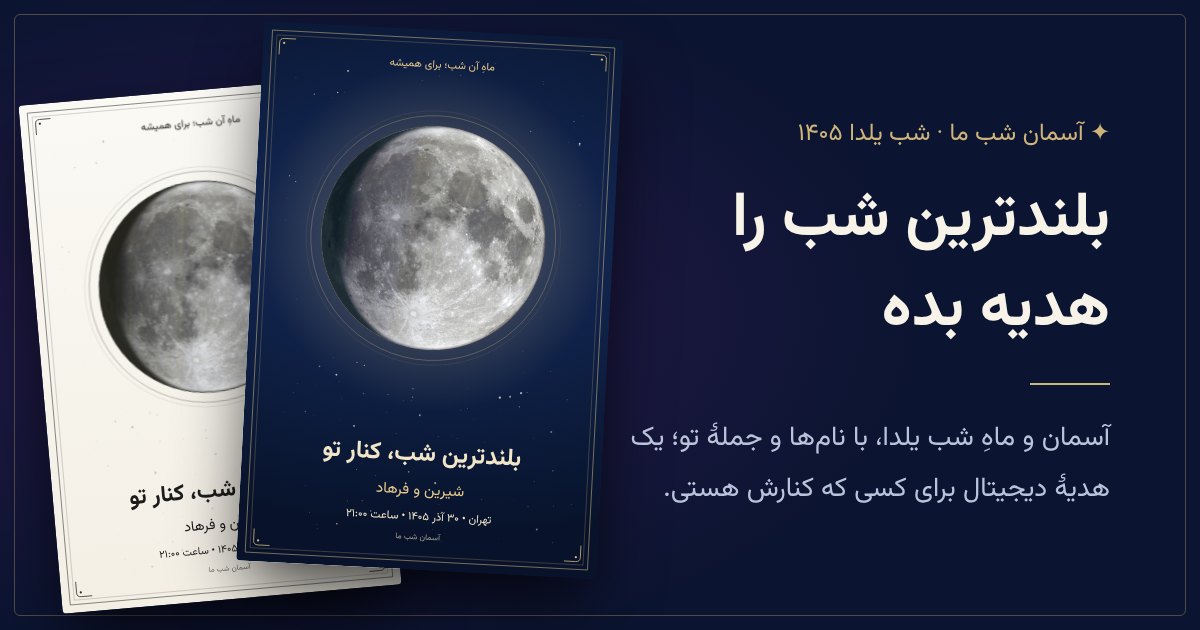 ✦ آسمان شب ما · شب یلدا ۱۴۰۵
بلندترین شب را
هدیه بده
آسمان و ماهِ شب یلدا، با نام‌ها و جملهٔ تو؛ یک
هدیهٔ دیجیتال برای کسی که کنارش هستی.
ماهِ آن شب؛ برای همیشه
بلندترین شب، کنار تو
شیرین و فرهاد
تهران • ۳۰ آذر ۱۴۰۵ • ساعت ۲۱:۰۰
آسمان شب ما
ماهِ آن شب؛ برای همیشه
شب، کنار تو
ن و فرهاد
۱۴۰۵ • ساعت ۲۱:۰۰
آسمان شب ما